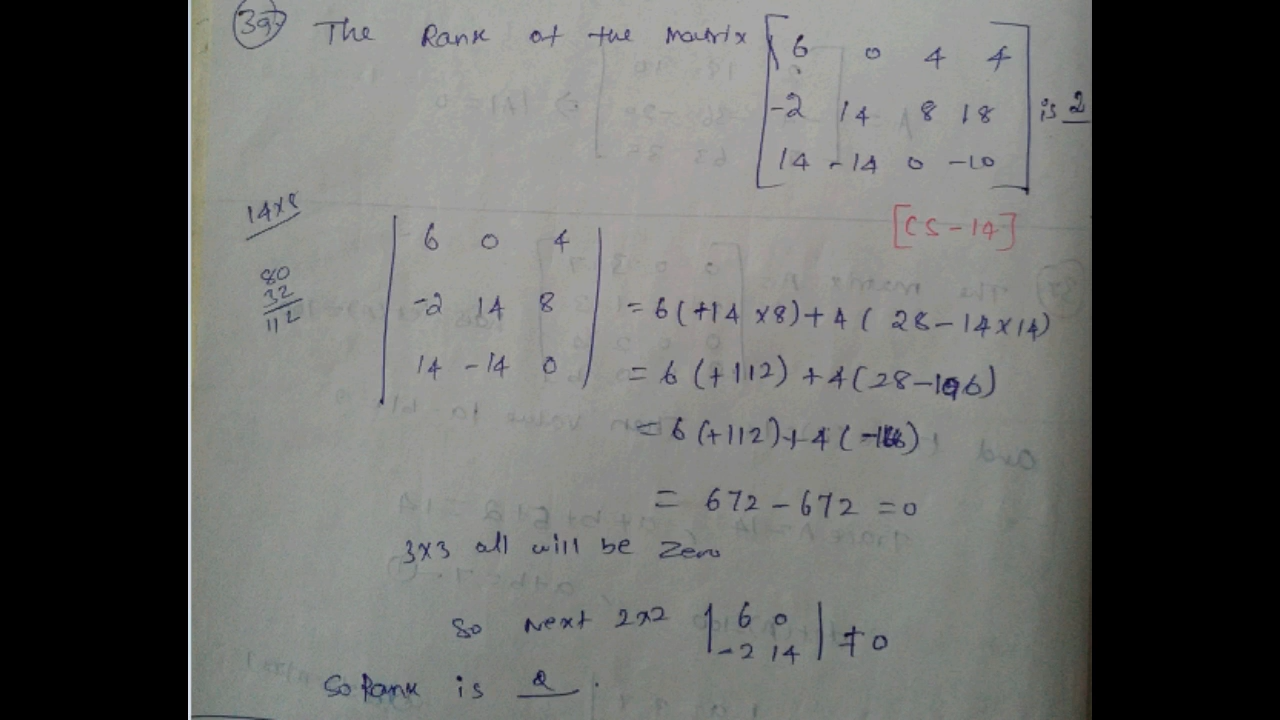 39) The Rank of the Matrix [ 6 0 4 4
-2 14 8 18
14 -14 0 -10 ] is 2
[CS-14]
14x8
80
32
112
| 6 0 4 |
| -2 14 8 | = 6(+14 x8)+4( 28-14x14)
| 14 -14 0 | = 6(+112)+4(28-196)
= 6(+112)+4(-168)
= 672-672 =0
3x3 all will be zero
So Next 2x2 | 6 0
-2 14 | ≠0
So Rank is 2.